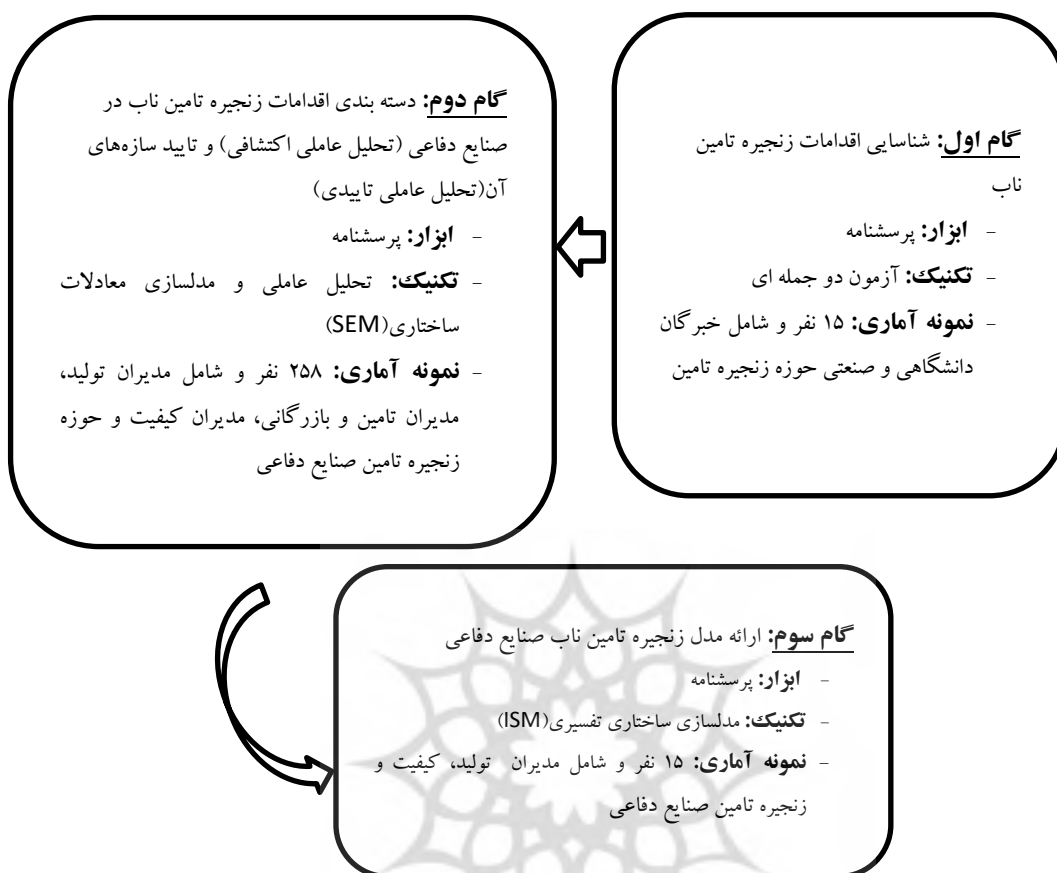 گام اول: شناسایی اقدامات زنجیره تامین
ناب
- ابزار: پرسشنامه
- تکنیک: آزمون دو جمله ای
- نمونه آماری: ۱۵ نفر و شامل خبرگان
دانشگاهی و صنعتی حوزه زنجیره تامین
گام دوم: دسته بندی اقدامات زنجیره تامین ناب در
صنایع دفاعی (تحلیل عاملی اکتشافی) و تایید سازه‌های
آن(تحلیل عاملی تاییدی)
- ابزار: پرسشنامه
- تکنیک: تحلیل عاملی و مدلسازی معادلات
ساختاری(SEM)
- نمونه آماری: ۲۵۸ نفر و شامل مدیران تولید،
مدیران تامین و بازرگانی، مدیران کیفیت و حوزه
زنجیره تامین صنایع دفاعی
گام سوم: ارائه مدل زنجیره تامین ناب صنایع دفاعی
- ابزار: پرسشنامه
- تکنیک: مدلسازی ساختاری تفسیری(ISM)
- نمونه آماری: ۱۵ نفر و شامل مدیران تولید، کیفیت و
زنجیره تامین صنایع دفاعی